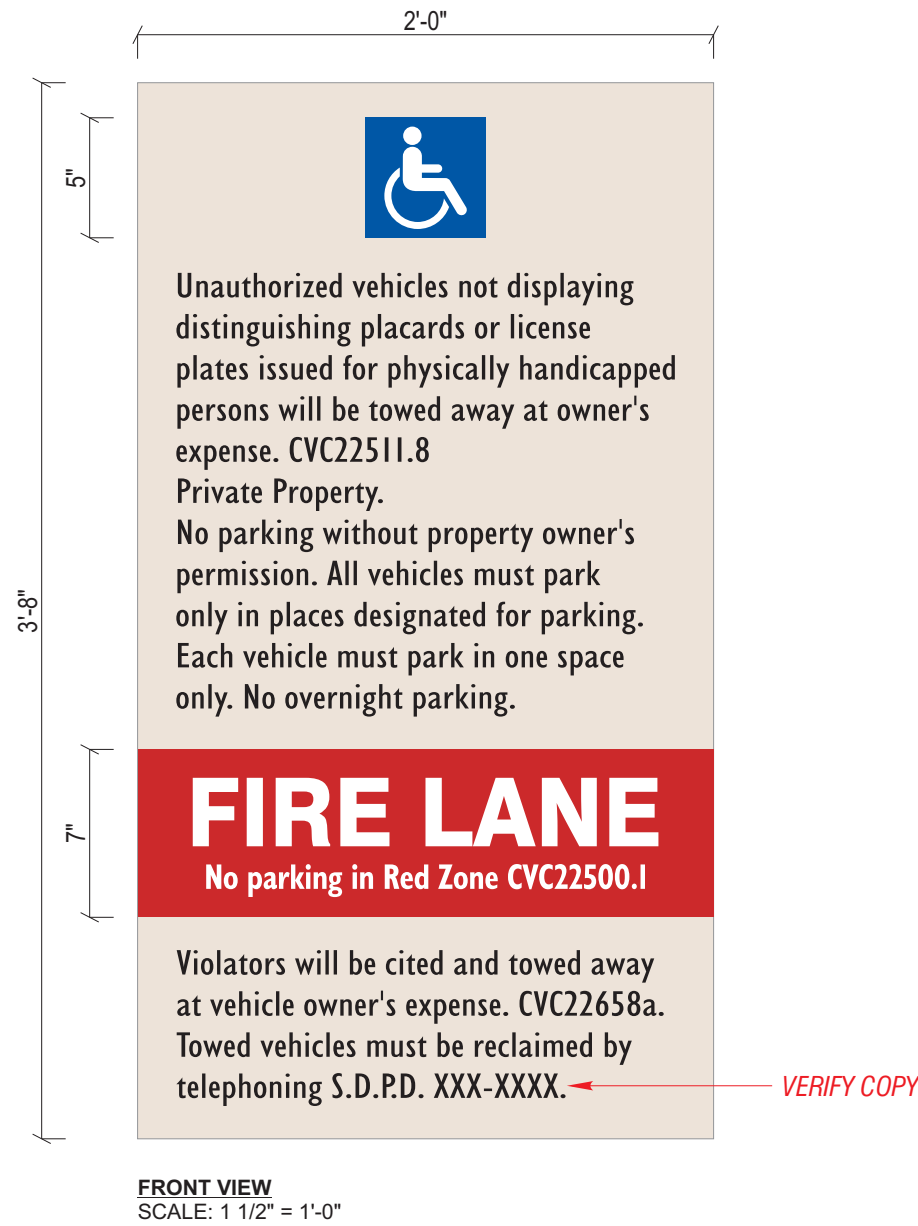 2'-0"
5"
Unauthorized vehicles not displaying
distinguishing placards or license
plates issued for physically handicapped
persons will be towed away at owner's
expense. CVC22511.8
Private Property.
No parking without property owner's
permission. All vehicles must park
only in places designated for parking.
Each vehicle must park in one space
only. No overnight parking.
3'-8"
7"
FIRE LANE
No parking in Red Zone CVC22500.1
Violators will be cited and towed away
at vehicle owner's expense. CVC22658a.
Towed vehicles must be reclaimed by
telephoning S.D.P.D. XXX-XXXX.
VERIFY COPY
FRONT VIEW
SCALE: 1 1/2" = 1'-0"